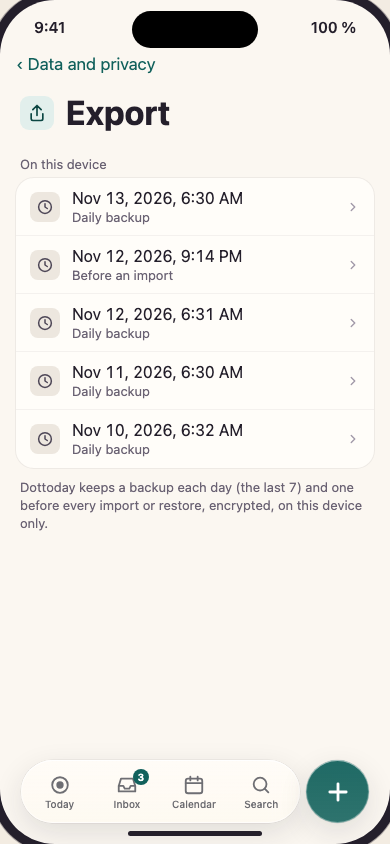 9:41
100 %
‹ Data and privacy
Export
On this device
Nov 13, 2026, 6:30 AM
Daily backup
Nov 12, 2026, 9:14 PM
Before an import
Nov 12, 2026, 6:31 AM
Daily backup
Nov 11, 2026, 6:30 AM
Daily backup
Nov 10, 2026, 6:32 AM
Daily backup
Dottoday keeps a backup each day (the last 7) and one
before every import or restore, encrypted, on this device
only.
3
Today
Inbox
Calendar
Search